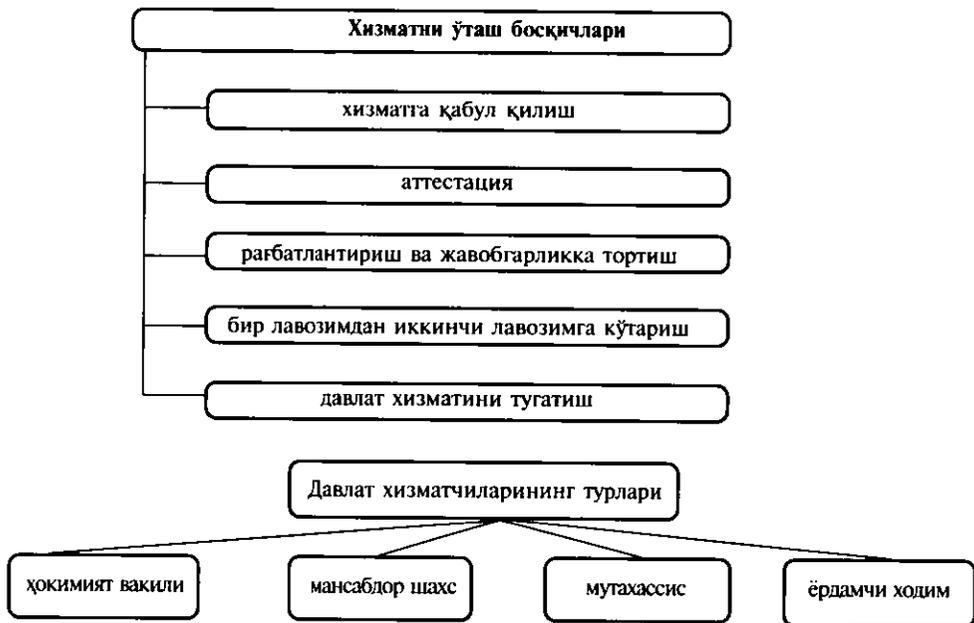 Хизматни ўташ босқичлари
хизматга қабул қилиш
аттестация
рағбатлантириш ва жавобгарликка тортиш
бир лавозимдан иккинчи лавозимга кўтариш
давлат хизматини тугатиш
Давлат хизматчиларининг турлари
ҳокимият вакили
мансабдор шахс
мутахассис
ёрдамчи ходим